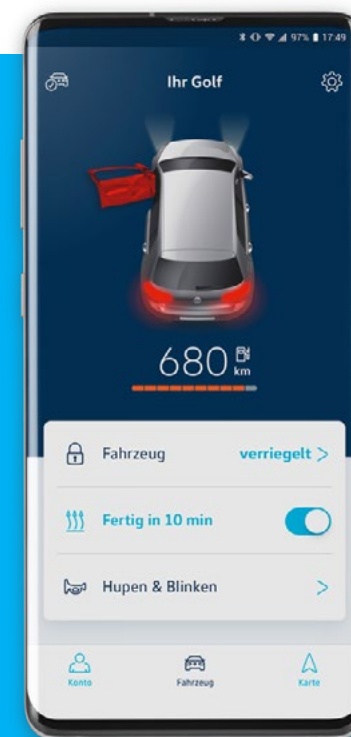 97% 17:49
Ihr Golf
680 km
Fahrzeug verriegelt >
Fertig in 10 min
Hupen & Blinken >
Konto Fahrzeug Karte